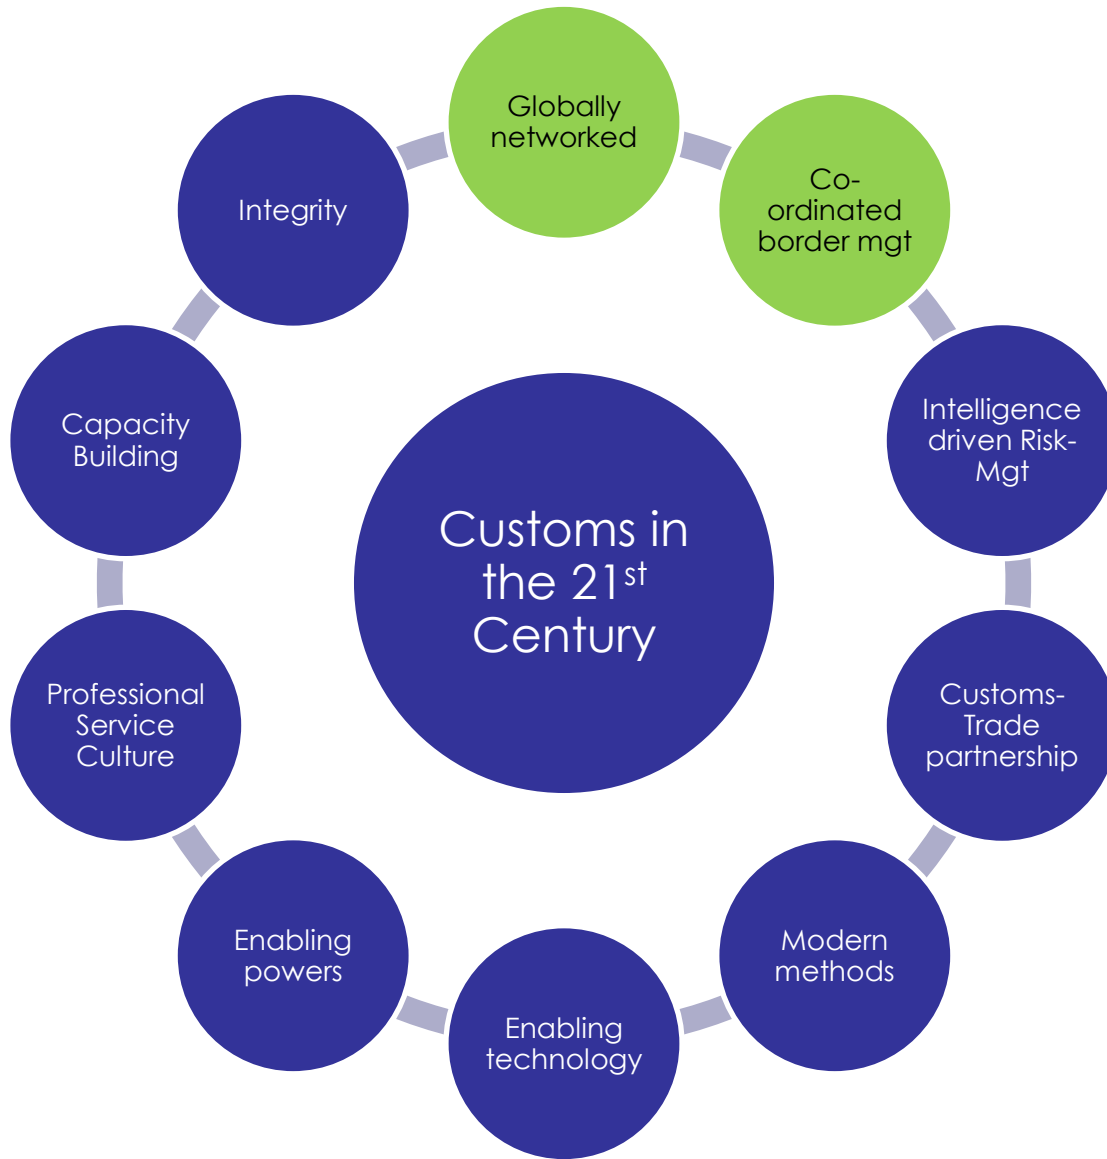 Globally
networked
Co-
ordinated
border mgt
Intelligence
driven Risk-
Mgt
Customs-
Trade
partnership
Modern
methods
Enabling
technology
Enabling
powers
Professional
Service
Culture
Capacity
Building
Integrity
Customs in
the 21st
Century